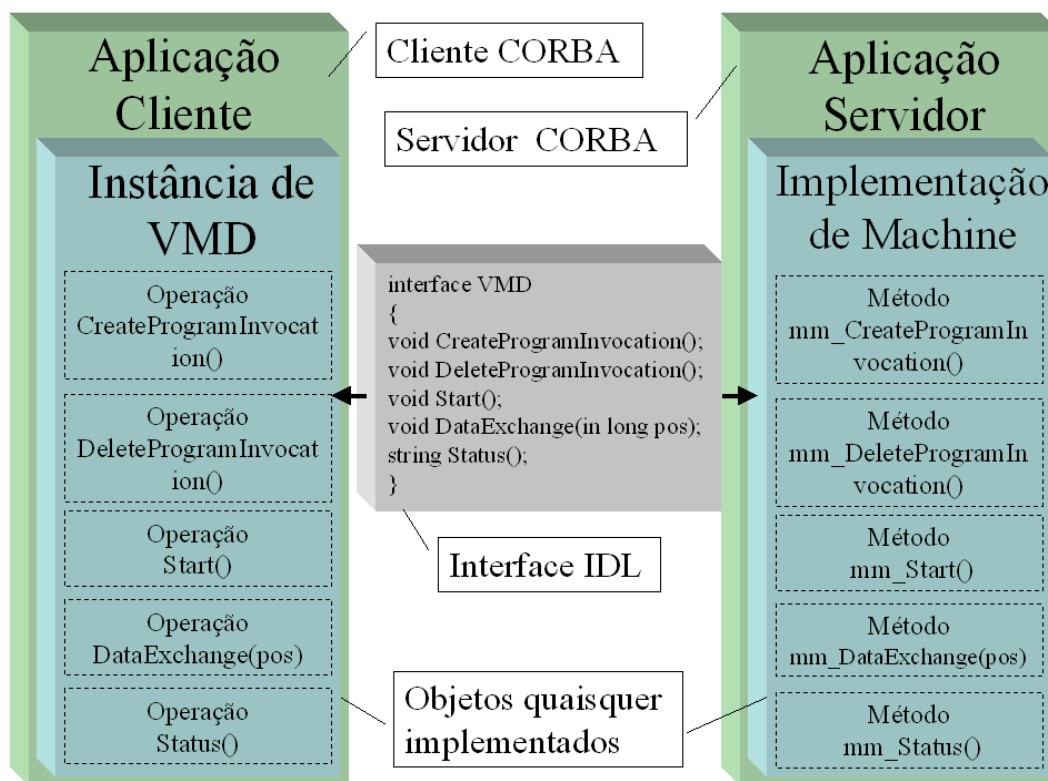 Aplicação
Cliente
Instância de
VMD
Operação
CreateProgramInvocat
ion()
Operação
DeleteProgramInvocat
ion()
Operação
Start()
Operação
DataExchange(pos)
Operação
Status()
Cliente CORBA
Servidor CORBA
interface VMD
{
void CreateProgramInvocation();
void DeleteProgramInvocation();
void Start();
void DataExchange(in long pos);
string Status();
}
Interface IDL
Objetos quaisquer
implementados
Aplicação
Servidor
Implementação
de Machine
Método
mm_CreateProgramIn
vocation()
Método
mm_DeleteProgramIn
vocation()
Método
mm_Start()
Método
mm_DataExchange(pos)
Método
mm_Status()